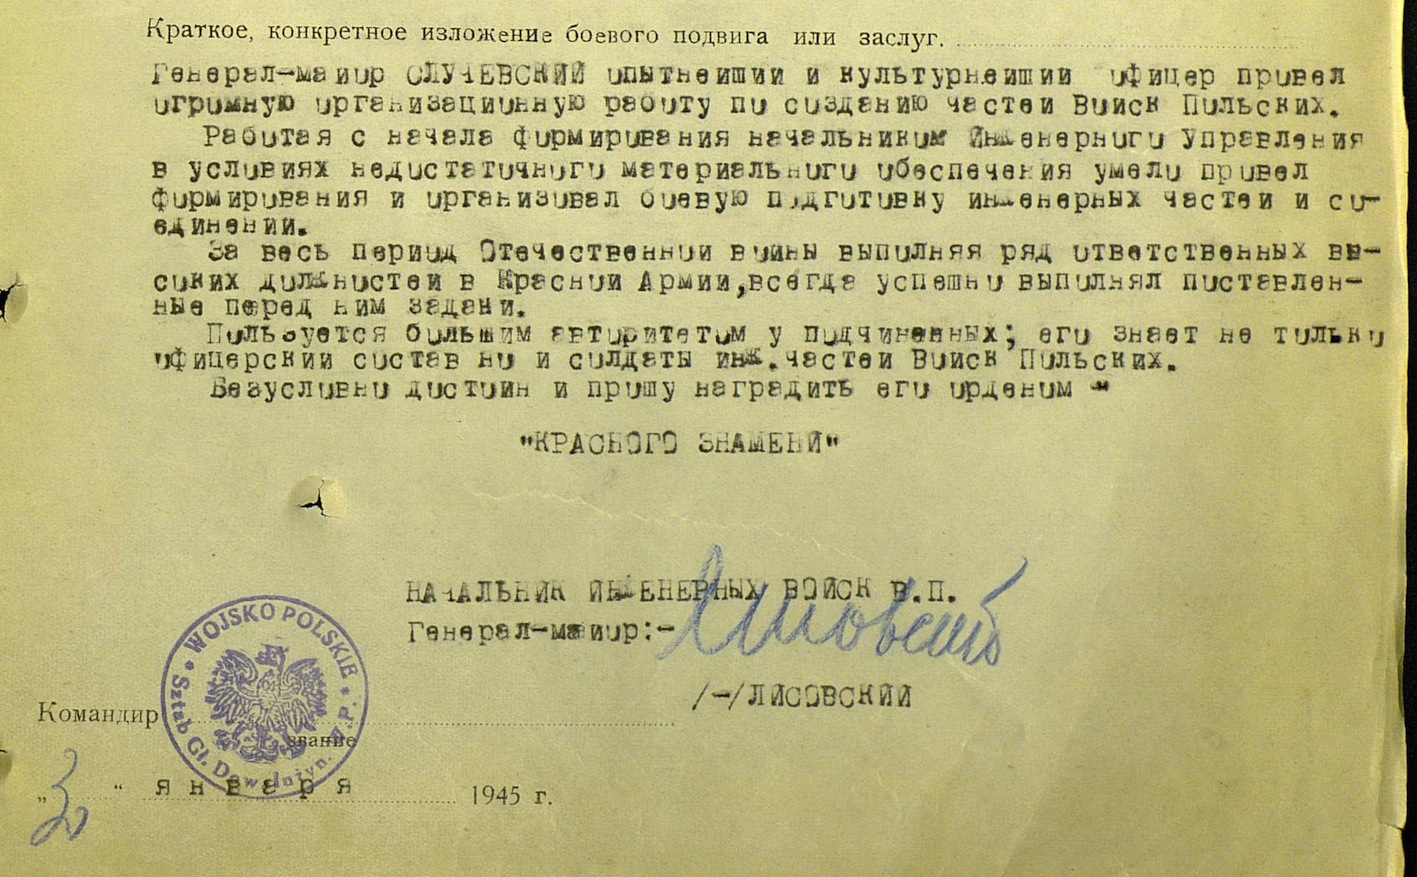 Краткое, конкретное изложение боевого подвига или заслуг.
Генерал-майор СЛУЧЕВСКИЙ опытнейший и культурнейший офицер провел
огромную организационную работу по созданию частей Войск Польских.
Работая с начала формирования начальником Инженерного Управления
в условиях недостаточного материального обеспечения умело провел
формирования и организовал боевую подготовку инженерных частей и со-
единений.
За весь период Отечественной войны выполняя ряд ответственных вы-
соких должностей в Красной Армии, всегда успешно выполнял поставлен-
ные перед ним задани.
Пользуется большим авторитетом у подчиненных; его знает не только
офицерский состав но и солдаты инж.частей Войск Польских.
Безусловно достоин и прошу наградить его орденом -
"КРАСНОГО ЗНАМЕНИ"
НАЧАЛЬНИК ИНЖЕНЕРНЫХ ВОЙСК В.П.
Генерал-майор:-
/-/ЛИСОВСКИЙ
WOJSKO POLSKIE
Sztab Gł. Dowództwa W.P.
Командир
звание
" 30 " января 1945 г.